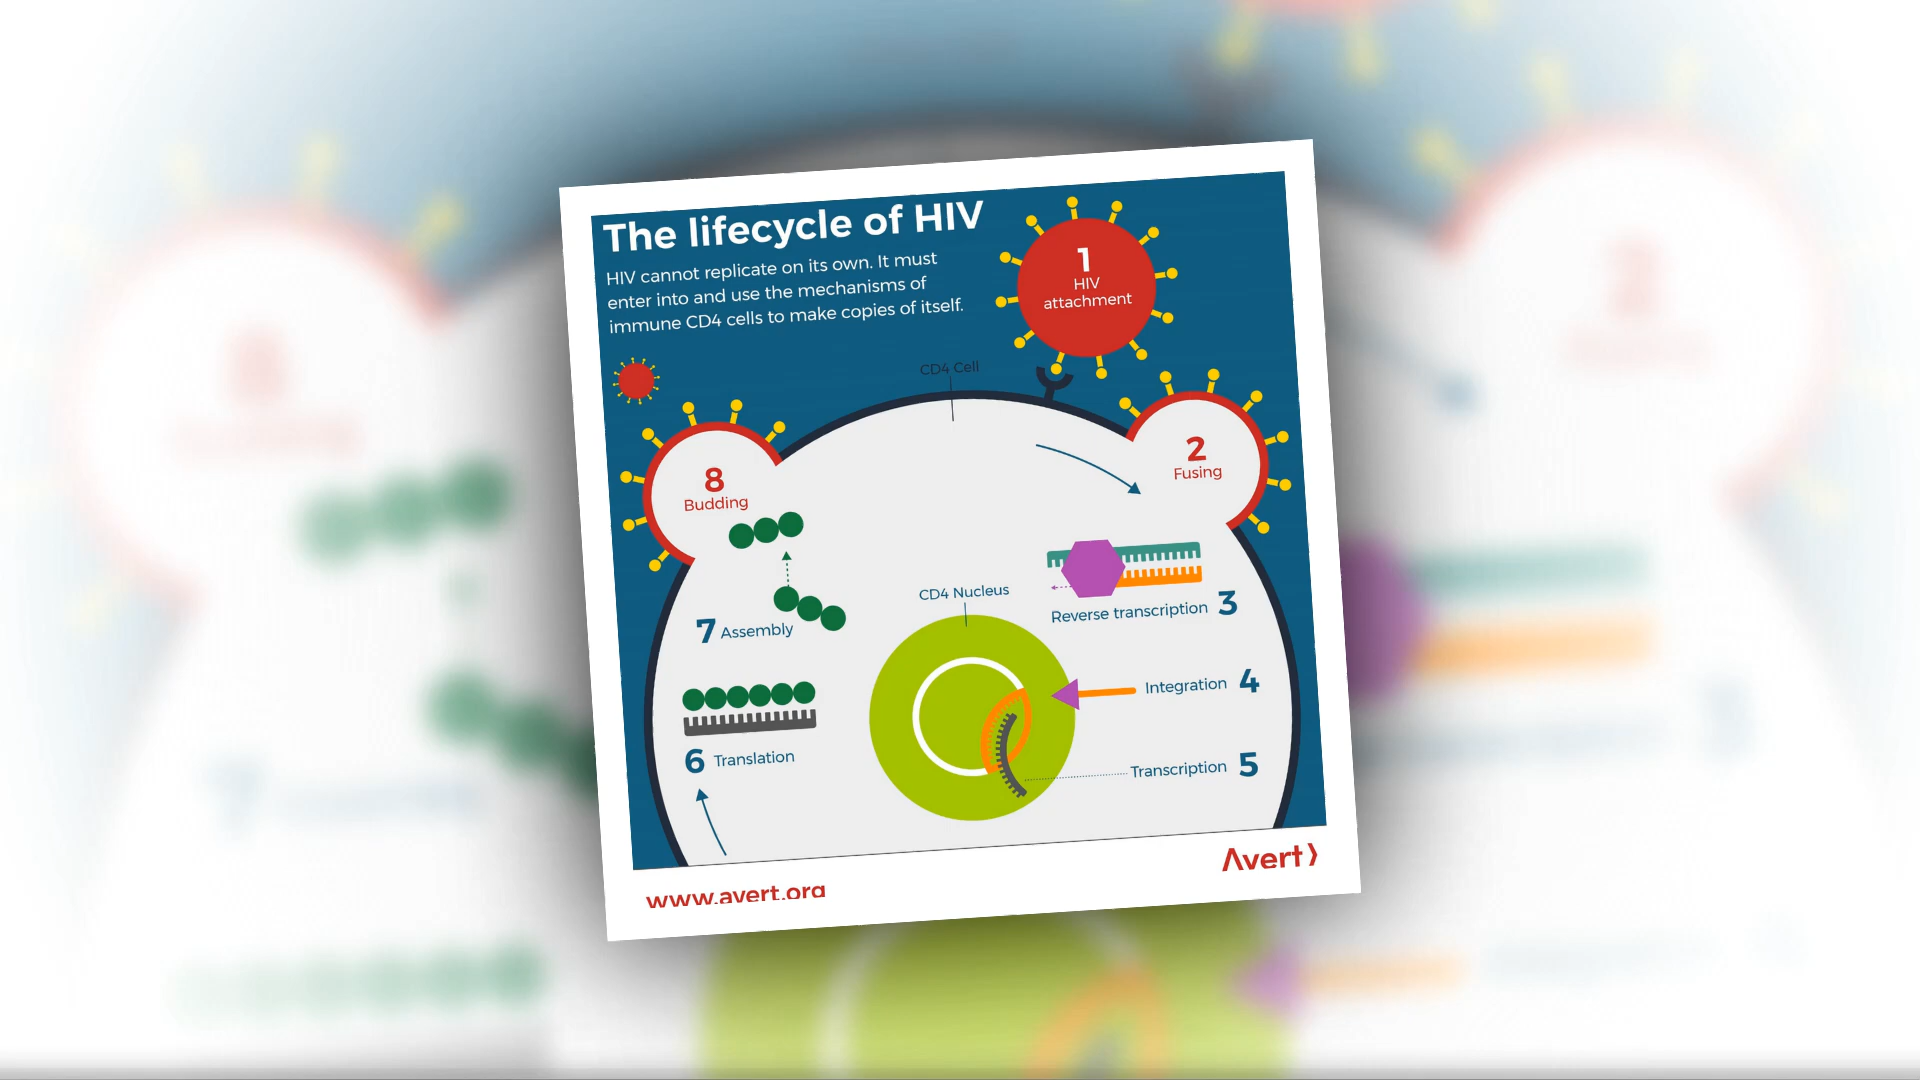 The lifecycle of HIV
HIV cannot replicate on its own. It must
enter into and use the mechanisms of
immune CD4 cells to make copies of itself.
1
HIV
attachment
CD4 Cell
2
Fusing
8
Budding
CD4 Nucleus
Reverse transcription 3
7 Assembly
Integration 4
6 Translation
Transcription 5
Avert
www.avert.org